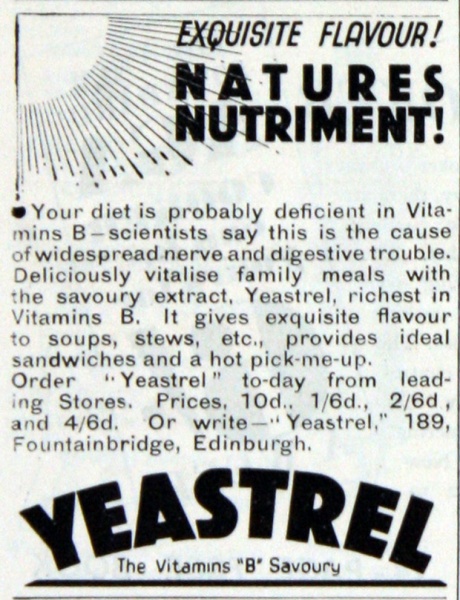 EXQUISITE FLAVOUR!
NATURES
NUTRIMENT!
Your diet is probably deficient in Vita-
mins B—scientists say this is the cause
of widespread nerve and digestive trouble.
Deliciously vitalise family meals with
the savoury extract, Yeastrel, richest in
Vitamins B. It gives exquisite flavour
to soups, stews, etc., provides ideal
sandwiches and a hot pick-me-up.
Order "Yeastrel" to-day from lead-
ing Stores. Prices, 10d., 1/6d., 2/6d,
and 4/6d. Or write—"Yeastrel," 189,
Fountainbridge, Edinburgh.
YEASTREL
The Vitamins "B" Savoury